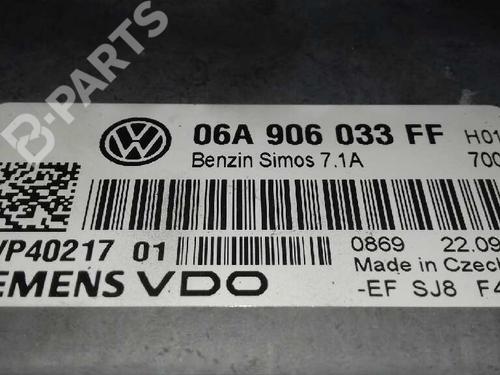 B-PARTS
06A 906 033 FF H01
Benzin Simos 7.1A 700
VP40217 01
0869 22.09
Made in Czech
SIEMENS VDO
-EF SJ8 F4